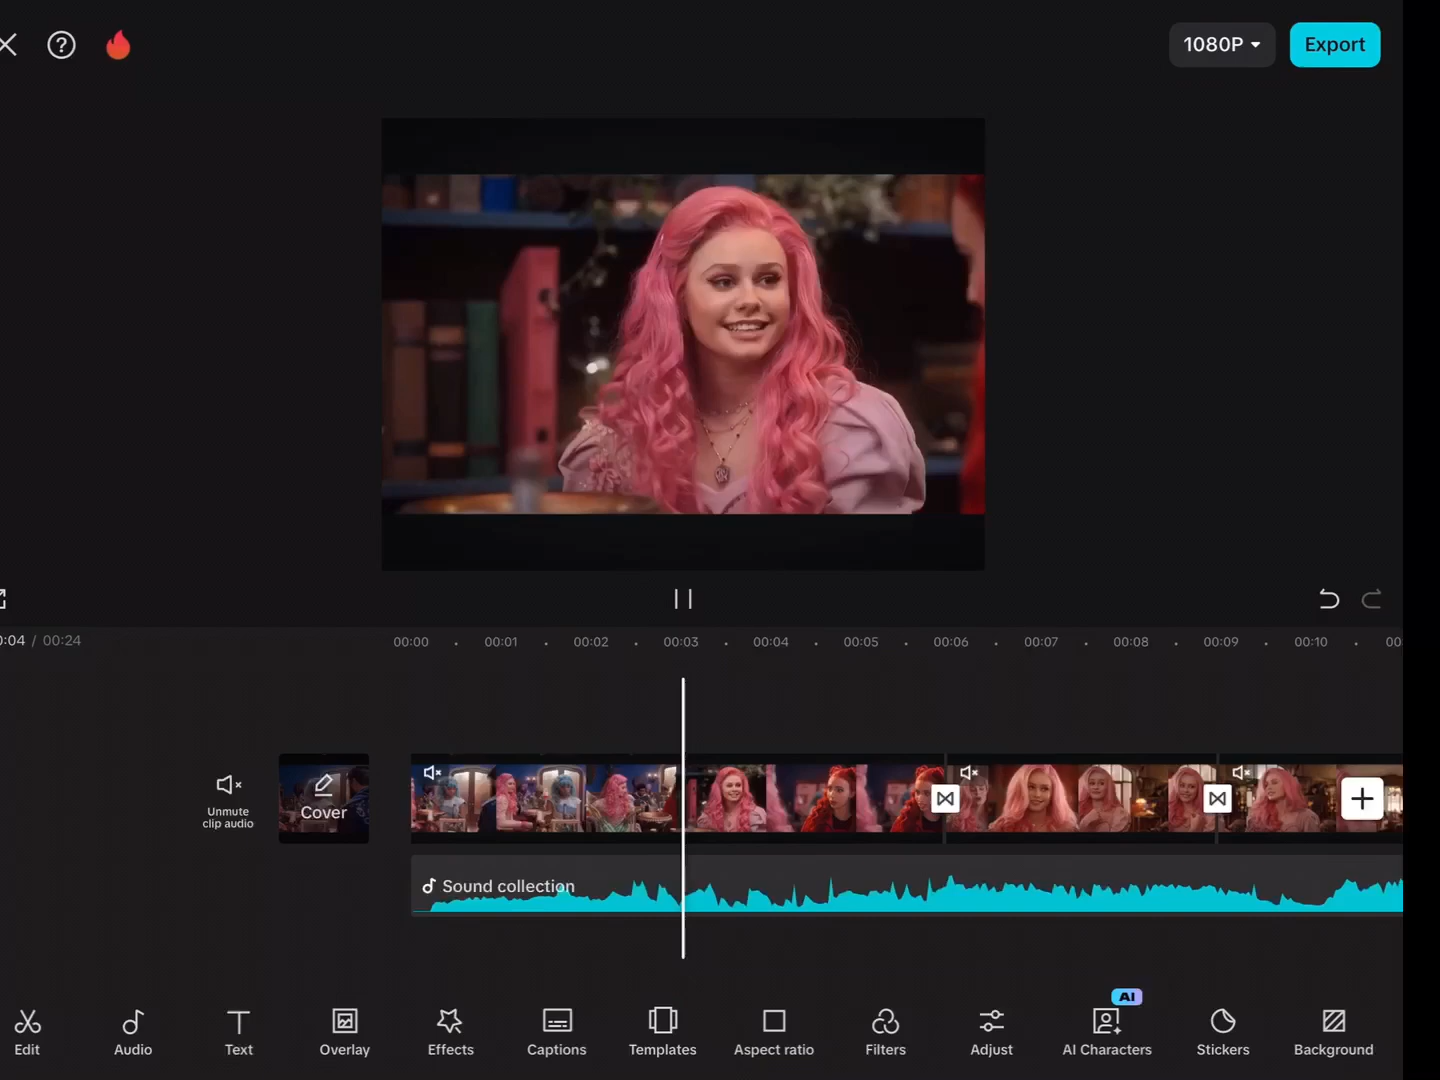 1080P
Export
0:04 / 00:24
00:00
00:01
00:02
00:03
00:04
00:05
00:06
00:07
00:08
00:09
00:10
00
Unmute
clip audio
Cover
Sound collection
AI
Edit
Audio
Text
Overlay
Effects
Captions
Templates
Aspect ratio
Filters
Adjust
AI Characters
Stickers
Background